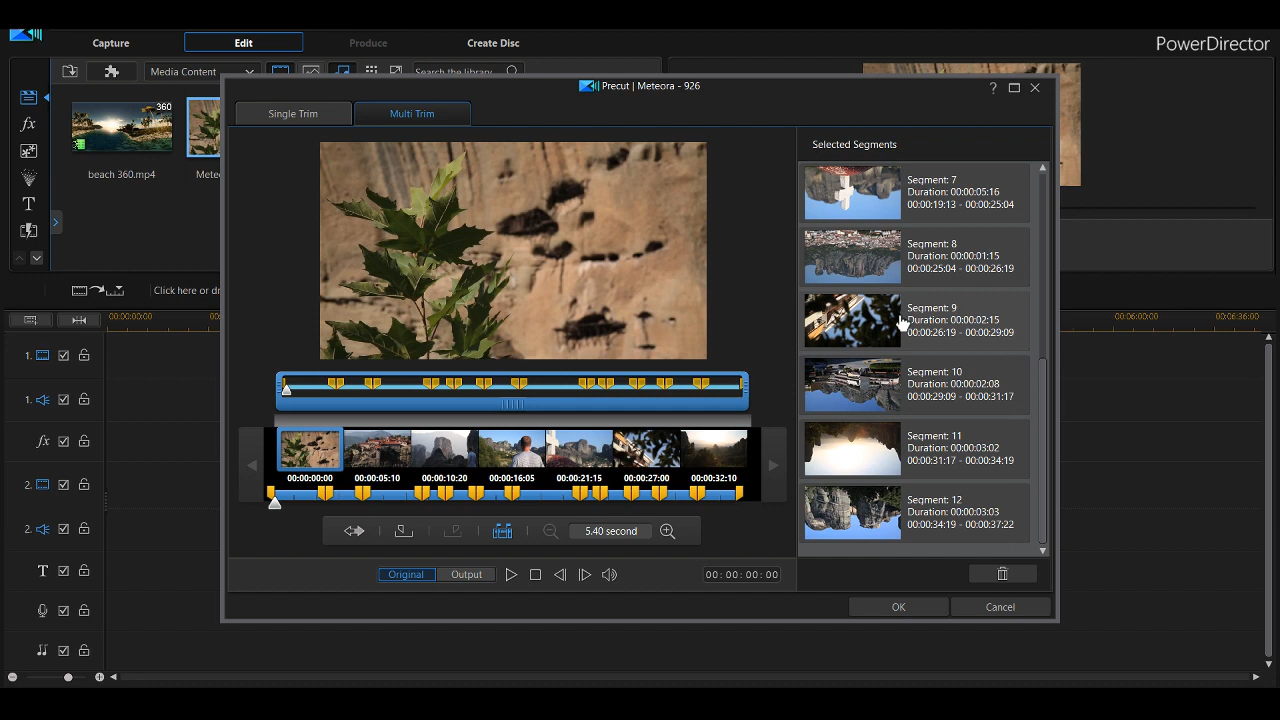 Capture
Edit
Produce
Create Disc
PowerDirector
Media Content
Search the library
360
beach 360.mp4
Mete
Click here or dr
Precut | Meteora - 926
?
Single Trim
Multi Trim
Selected Segments
Segment: 7
Duration: 00:00:05:16
00:00:19:13 - 00:00:25:04
Segment: 8
Duration: 00:00:01:15
00:00:25:04 - 00:00:26:19
Segment: 9
Duration: 00:00:02:15
00:00:26:19 - 00:00:29:09
Segment: 10
Duration: 00:00:02:08
00:00:29:09 - 00:00:31:17
Segment: 11
Duration: 00:00:03:02
00:00:31:17 - 00:00:34:19
Segment: 12
Duration: 00:00:03:03
00:00:34:19 - 00:00:37:22
00:00:00:00 00:00:05:10 00:00:10:20 00:00:16:05 00:00:21:15 00:00:27:00 00:00:32:10
5.40 second
Original
Output
00:00:00:00
OK
Cancel
00:00:00:00
00:06:00:00
00:06:36:00
1.
1.
fx
2.
2.
T